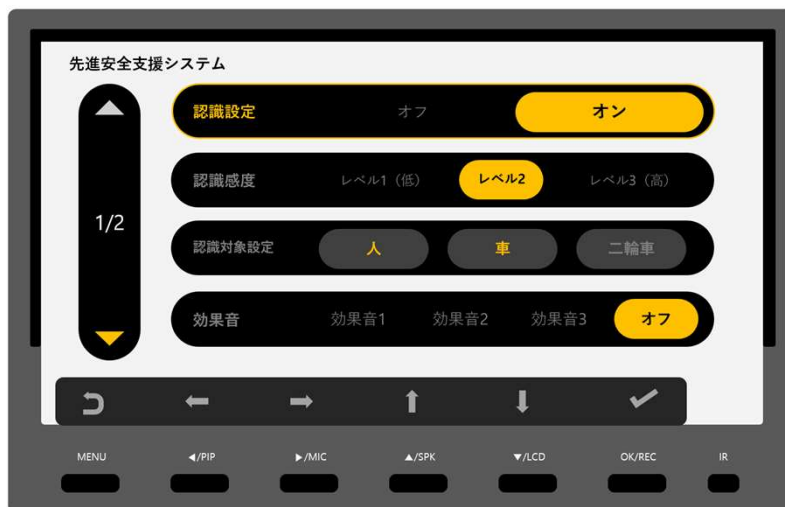 先進安全支援システム
認識設定 オフ オン
認識感度 レベル1（低） レベル2 レベル3（高）
1/2
認識対象設定 人 車 二輪車
効果音 効果音1 効果音2 効果音3 オフ
MENU ◀/PIP ▶/MIC ▲/SPK ▼/LCD OK/REC IR